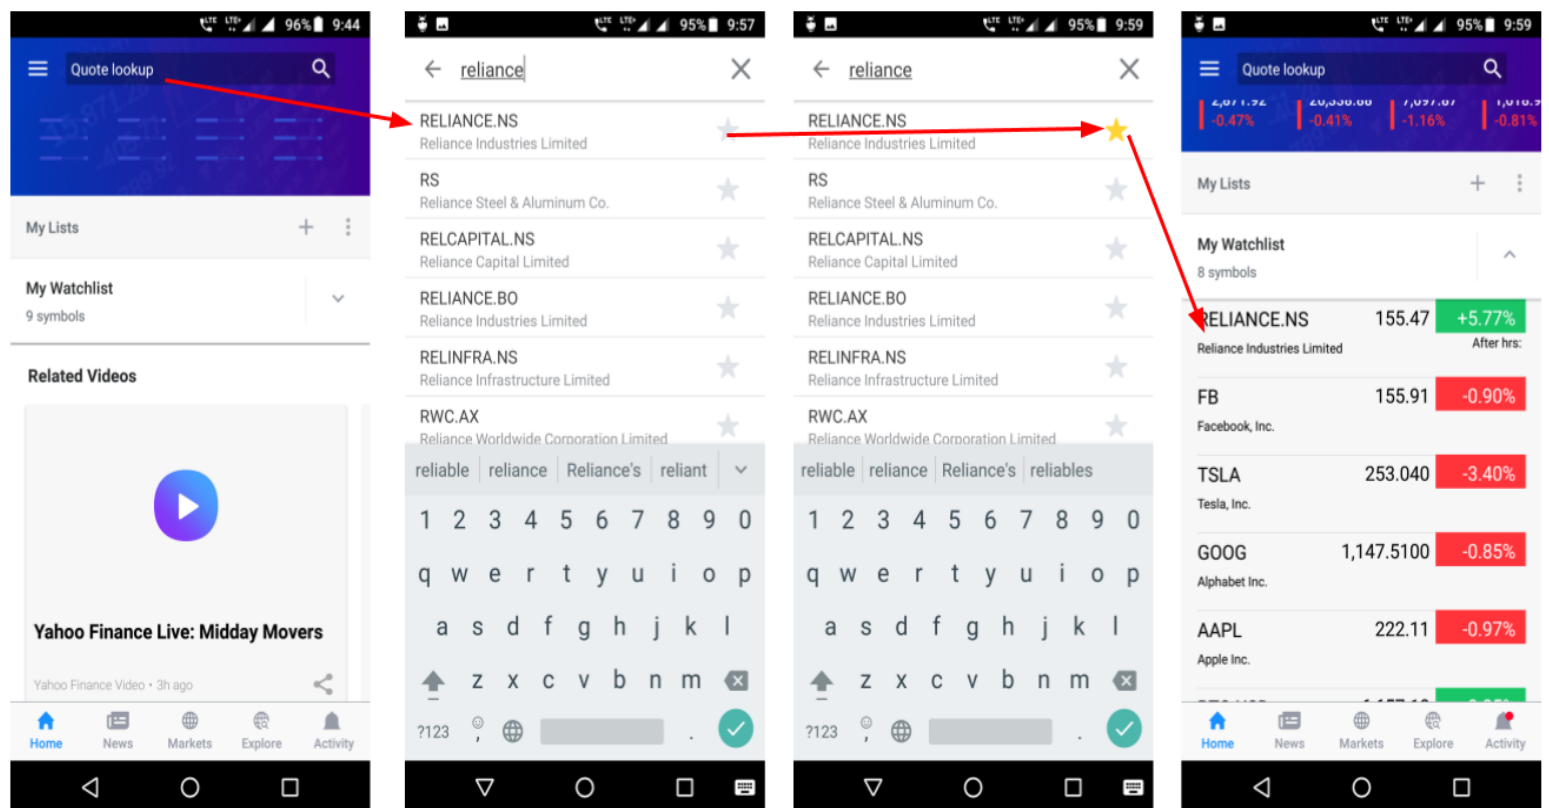 LTE LTE+ 96% 9:44
Quote lookup
My Lists
My Watchlist
9 symbols
Related Videos
Yahoo Finance Live: Midday Movers
Yahoo Finance Video • 3h ago
Home News Markets Explore Activity
LTE LTE+ 95% 9:57
reliance
RELIANCE.NS
Reliance Industries Limited
RS
Reliance Steel & Aluminum Co.
RELCAPITAL.NS
Reliance Capital Limited
RELIANCE.BO
Reliance Industries Limited
RELINFRA.NS
Reliance Infrastructure Limited
RWC.AX
Reliance Worldwide Corporation Limited
reliable reliance Reliance's reliant
1 2 3 4 5 6 7 8 9 0
q w e r t y u i o p
a s d f g h j k l
z x c v b n m
?123 , .
LTE LTE+ 95% 9:59
reliance
RELIANCE.NS
Reliance Industries Limited
RS
Reliance Steel & Aluminum Co.
RELCAPITAL.NS
Reliance Capital Limited
RELIANCE.BO
Reliance Industries Limited
RELINFRA.NS
Reliance Infrastructure Limited
RWC.AX
Reliance Worldwide Corporation Limited
reliable reliance Reliance's reliables
1 2 3 4 5 6 7 8 9 0
q w e r t y u i o p
a s d f g h j k l
z x c v b n m
?123 , .
LTE LTE+ 95% 9:59
Quote lookup
-0.47% -0.41% -1.16% -0.81%
My Lists
My Watchlist
8 symbols
RELIANCE.NS 155.47 +5.77%
Reliance Industries Limited After hrs:
FB 155.91 -0.90%
Facebook, Inc.
TSLA 253.040 -3.40%
Tesla, Inc.
GOOG 1,147.5100 -0.85%
Alphabet Inc.
AAPL 222.11 -0.97%
Apple Inc.
Home News Markets Explore Activity